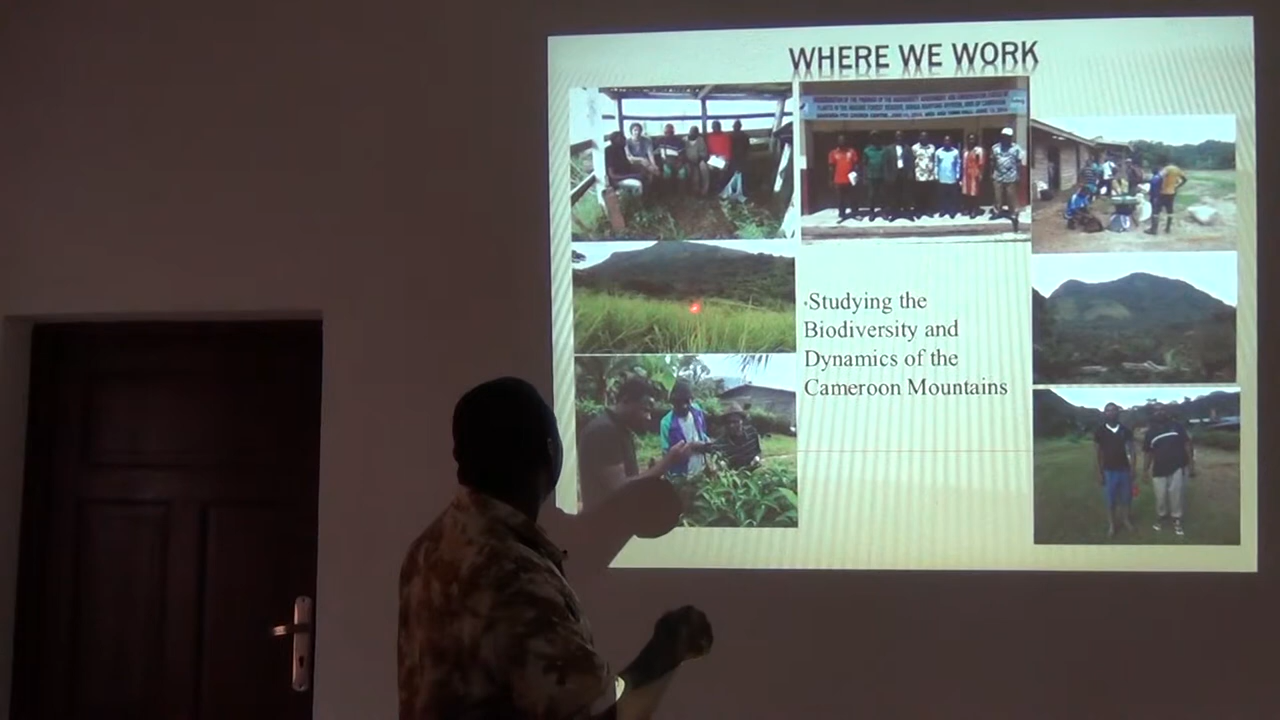 WHERE WE WORK
•Studying the
Biodiversity and
Dynamics of the
Cameroon Mountains